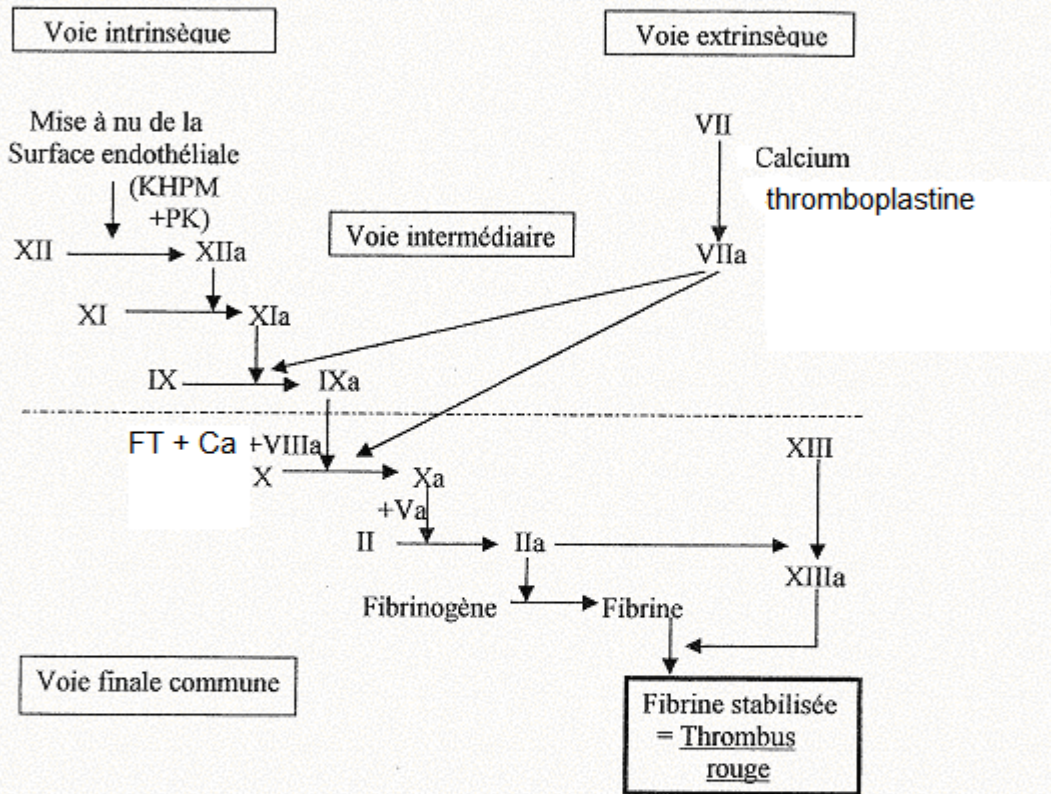 Voie intrinsèque
Voie extrinsèque
Mise à nu de la
Surface endothéliale
(KHPM
+PK)
VII
Calcium
thromboplastine
XII
XIIa
Voie intermédiaire
VIIa
XI
XIa
IX
IXa
FT + Ca +VIIIa
X
Xa
XIII
+Va
II
IIa
XIIIa
Fibrinogène
Fibrine
Voie finale commune
Fibrine stabilisée
= Thrombus
rouge